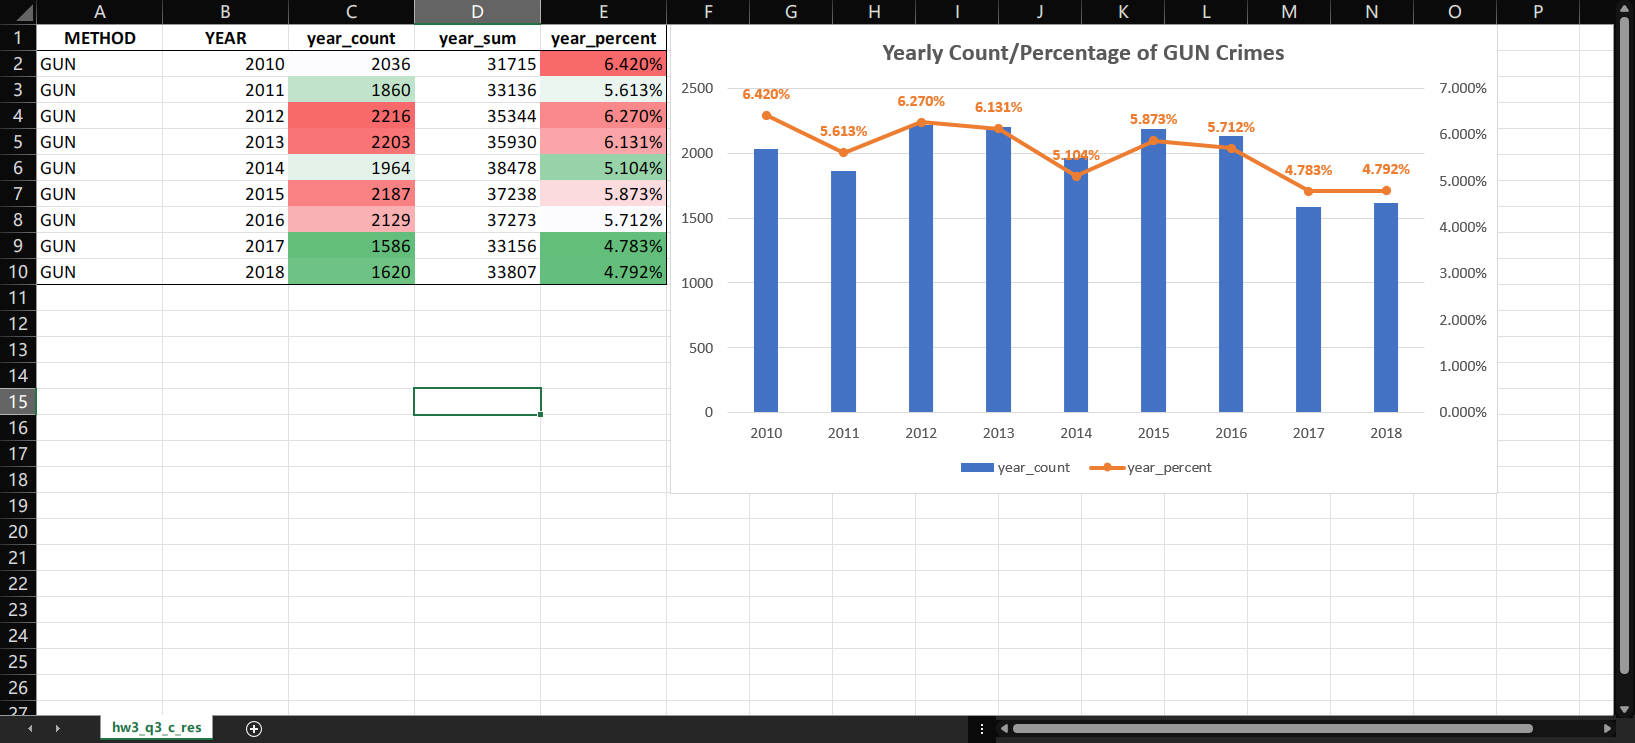 A B C D E F G H I J K L M N O P
1 METHOD YEAR year_count year_sum year_percent
2 GUN 2010 2036 31715 6.420%
3 GUN 2011 1860 33136 5.613%
4 GUN 2012 2216 35344 6.270%
5 GUN 2013 2203 35930 6.131%
6 GUN 2014 1964 38478 5.104%
7 GUN 2015 2187 37238 5.873%
8 GUN 2016 2129 37273 5.712%
9 GUN 2017 1586 33156 4.783%
10 GUN 2018 1620 33807 4.792%
11
12
13
14
15
16
17
18
19
20
21
22
23
24
25
26
27
Yearly Count/Percentage of GUN Crimes
2500
2000
1500
1000
500
0
6.420% 5.613% 6.270% 6.131% 5.104% 5.873% 5.712% 4.783% 4.792%
7.000%
6.000%
5.000%
4.000%
3.000%
2.000%
1.000%
0.000%
2010 2011 2012 2013 2014 2015 2016 2017 2018
year_count year_percent
hw3_q3_c_res